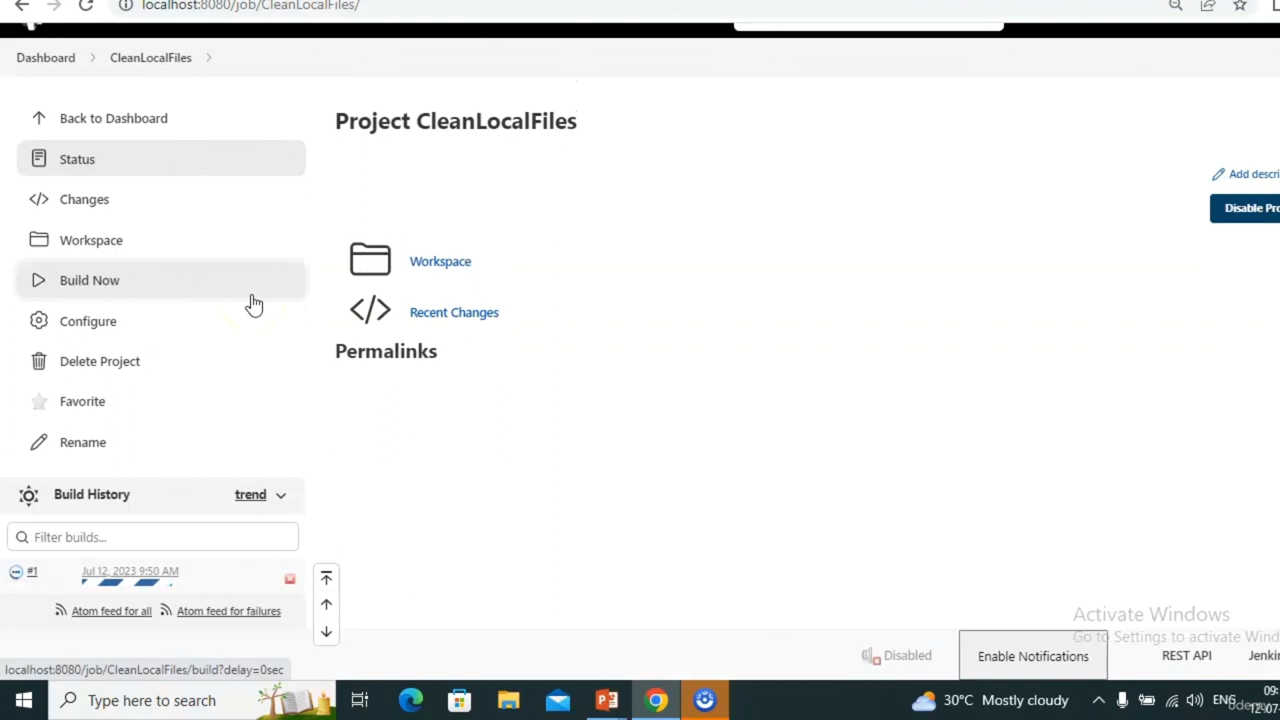 localhost:8080/job/CleanLocalFiles/
Dashboard
CleanLocalFiles
Back to Dashboard
Status
Changes
Workspace
Build Now
Configure
Delete Project
Favorite
Rename
Build History
trend
Filter builds...
#1
Jul 12, 2023 9:50 AM
Atom feed for all
Atom feed for failures
Project CleanLocalFiles
Add descri
Disable Pro
Workspace
Recent Changes
Permalinks
Activate Windows
Go to Settings to activate Wind
Disabled
Enable Notifications
REST API
Jenki
localhost:8080/job/CleanLocalFiles/build?delay=0sec
Type here to search
30°C Mostly cloudy
ENG
09:
12-07-